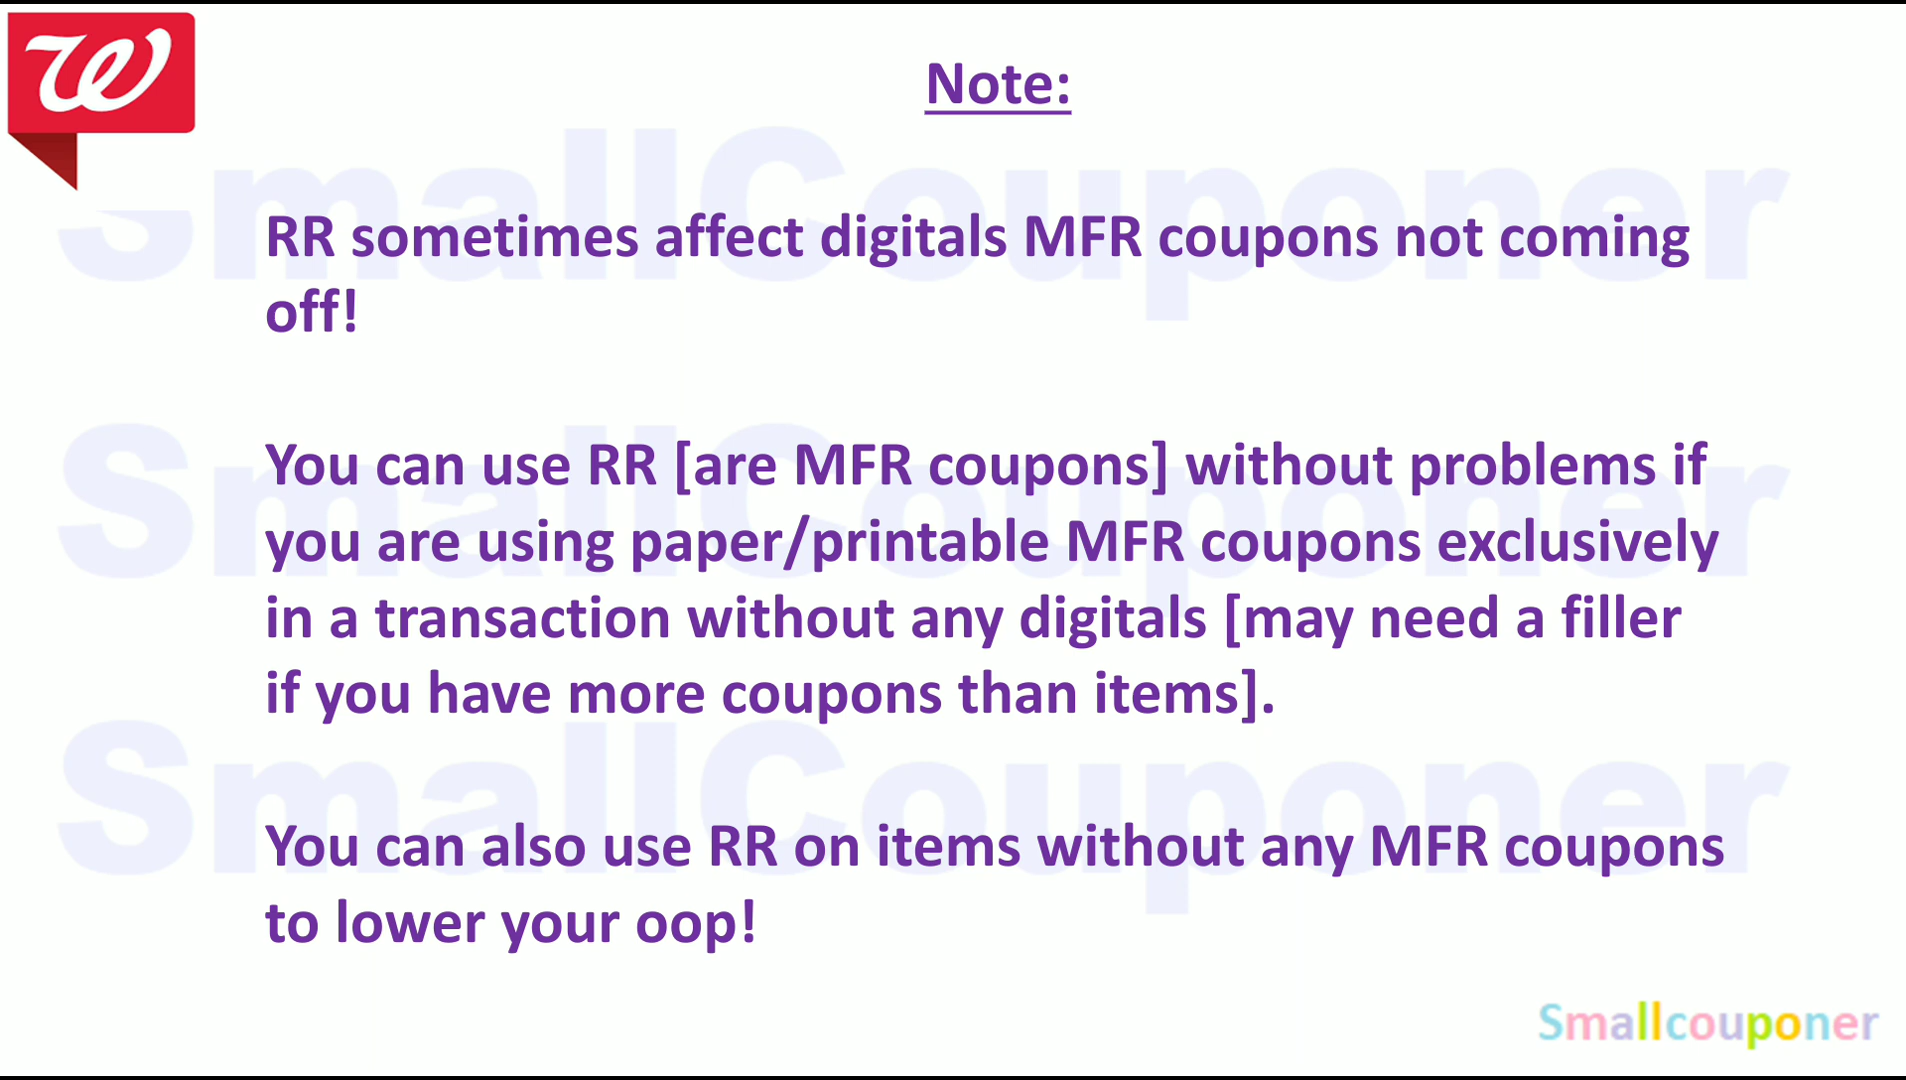 Note:
RR sometimes affect digitals MFR coupons not coming
off!
You can use RR [are MFR coupons] without problems if
you are using paper/printable MFR coupons exclusively
in a transaction without any digitals [may need a filler
if you have more coupons than items].
You can also use RR on items without any MFR coupons
to lower your oop!
SmallCouponer
SmallCouponer
SmallCouponer
Smallcouponer
W